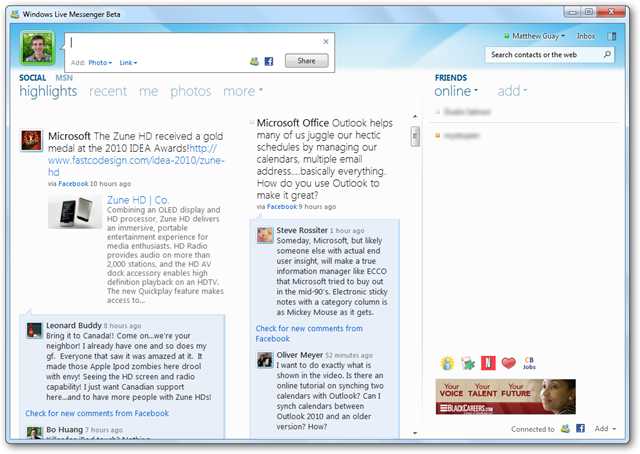 Windows Live Messenger Beta
Matthew Guay
Inbox
Add: Photo
Link
Share
Search contacts or the web
SOCIAL MSN
highlights recent me photos more
Microsoft The Zune HD received a gold
medal at the 2010 IDEA Awards!http://
www.fastcodesign.com/idea-2010/zune-
hd
via Facebook 10 hours ago
Zune HD | Co.
Combining an OLED display and
HD processor, Zune HD delivers
an immersive, portable
entertainment experience for
media enthusiasts. HD Radio
provides audio on more than
2,000 stations, and the HD AV
dock accessory enables high
definition playback on an HDTV.
The new Quickplay feature makes
access to...
Leonard Buddy 8 hours ago
Bring it to Canada!! Come on...we're your
neighbor! I already have one and so does my
gf. Everyone that saw it was amazed at it. It
made those Apple Ipod zombies here drool
with envy! Seeing the HD screen and radio
capability! I just want Canadian support
here...and to have more people with Zune HDs!
Check for new comments from Facebook
Bo Huang 7 hours ago
Killer for iPod touch? Nothing
Microsoft Office Outlook helps
many of us juggle our hectic
schedules by managing our
calendars, multiple email
address....basically everything.
How do you use Outlook to
make it great?
via Facebook 9 hours ago
Steve Rossiter 1 hour ago
Someday, Microsoft, but likely
someone else with actual end
user insight, will make a true
information manager like ECCO
that Microsoft tried to buy out
in the mid-90's. Electronic sticky
notes with a category column is
as Mickey Mouse as it gets.
Check for new comments from
Facebook
Oliver Meyer 52 minutes ago
I want to do exactly what is
shown in the video. Is there an
online tutorial on synching two
calendars with Outlook? Can I
synch calendars between
Outlook 2010 and an older
version? How?
FRIENDS
online add
N
CB
Jobs
YOUR YOUR YOUR
VOICE TALENT FUTURE
BLACKCAREERS.COM
Connected to
Add